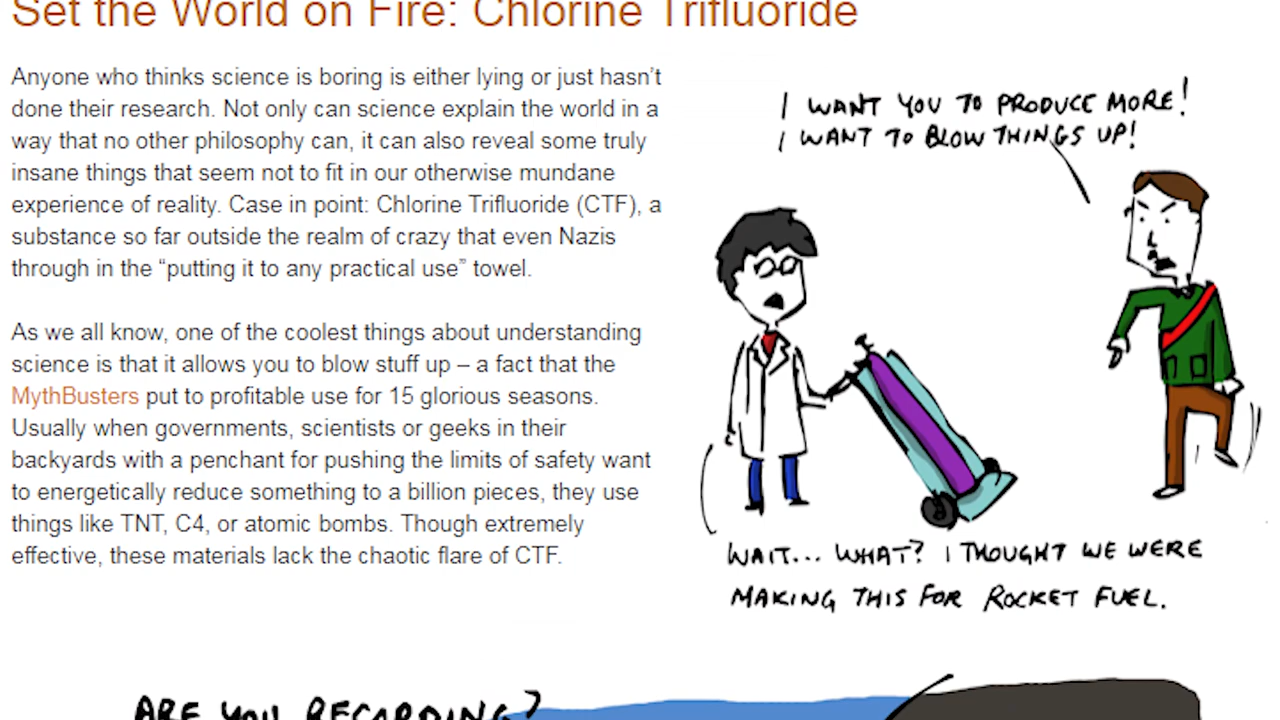 Set the World on Fire: Chlorine Trifluoride
Anyone who thinks science is boring is either lying or just hasn’t
done their research. Not only can science explain the world in a
way that no other philosophy can, it can also reveal some truly
insane things that seem not to fit in our otherwise mundane
experience of reality. Case in point: Chlorine Trifluoride (CTF), a
substance so far outside the realm of crazy that even Nazis
through in the “putting it to any practical use” towel.
As we all know, one of the coolest things about understanding
science is that it allows you to blow stuff up – a fact that the
MythBusters put to profitable use for 15 glorious seasons.
Usually when governments, scientists or geeks in their
backyards with a penchant for pushing the limits of safety want
to energetically reduce something to a billion pieces, they use
things like TNT, C4, or atomic bombs. Though extremely
effective, these materials lack the chaotic flare of CTF.
I WANT YOU TO PRODUCE MORE!
I WANT TO BLOW THINGS UP!
WAIT... WHAT? I THOUGHT WE WERE
MAKING THIS FOR ROCKET FUEL.
ARE YOU RECORDING?